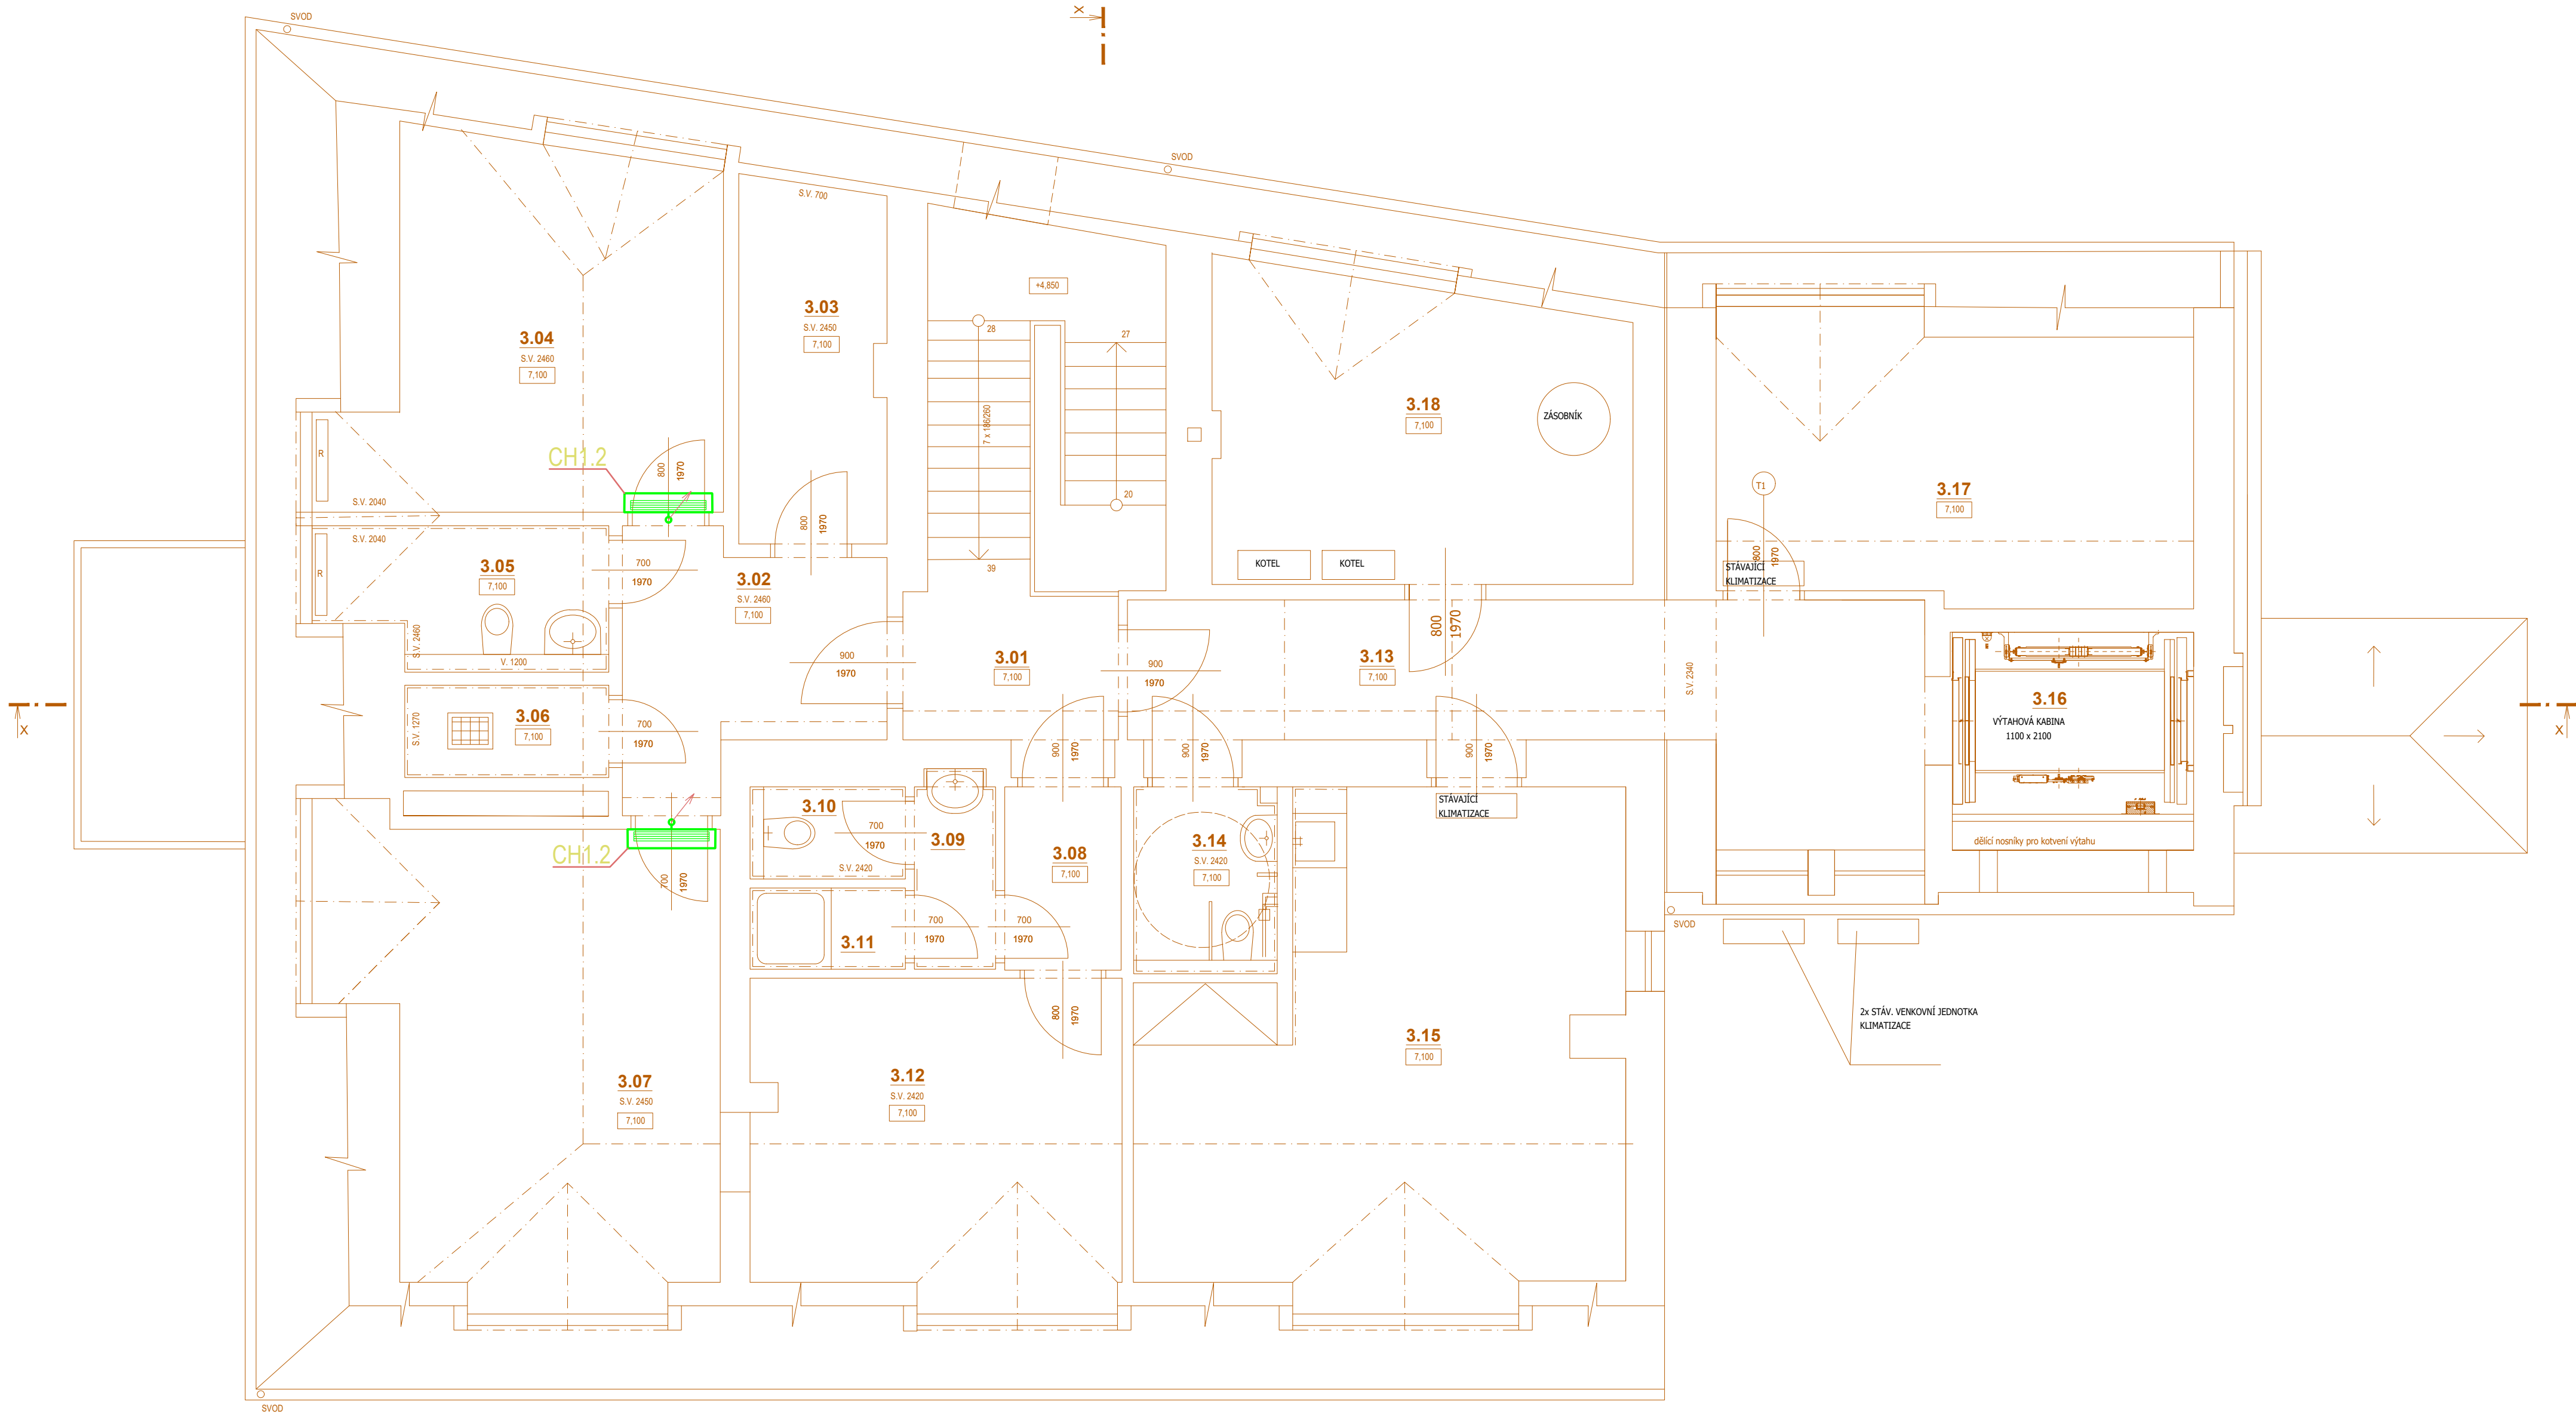 SVOD
X
SVOD
S.V. 700
3.04
S.V. 2460
7,100
3.03
S.V. 2450
7,100
+4,850
28
27
7 x 186/260
20
39
3.18
7,100
ZÁSOBNÍK
KOTEL
KOTEL
3.17
7,100
T1
800
1970
STÁVAJÍCÍ
KLIMATIZACE
R
S.V. 2040
S.V. 2040
R
CH1.2
800
1970
800
1970
3.05
7,100
S.V. 2460
V. 1200
700
1970
3.02
S.V. 2460
7,100
900
1970
3.01
7,100
900
1970
3.13
7,100
800
1970
S.V. 2340
3.16
VÝTAHOVÁ KABINA
1100 x 2100
dělící nosníky pro kotvení výtahu
X
X
S.V. 1270
3.06
7,100
700
1970
900
1970
900
1970
900
1970
CH1.2
700
1970
3.10
700
1970
S.V. 2420
3.09
3.08
7,100
3.14
S.V. 2420
7,100
STÁVAJÍCÍ
KLIMATIZACE
3.11
700
1970
700
1970
800
1970
SVOD
2x STÁV. VENKOVNÍ JEDNOTKA
KLIMATIZACE
3.07
S.V. 2450
7,100
3.12
S.V. 2420
7,100
3.15
7,100
SVOD